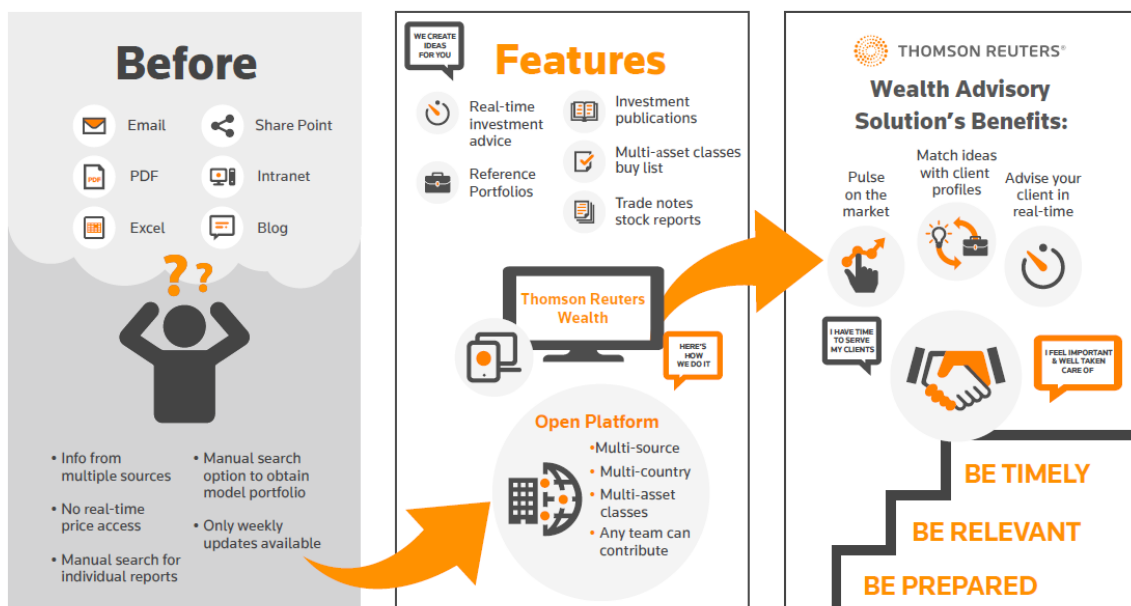 Before
Email
Share Point
PDF
PDF
Intranet
Excel
Blog
??
• Info from
multiple sources
• No real-time
price access
• Manual search for
individual reports
• Manual search
option to obtain
model portfolio
• Only weekly
updates available
WE CREATE
IDEAS
FOR YOU
Features
Real-time
investment
advice
Reference
Portfolios
Investment
publications
Multi-asset classes
buy list
Trade notes
stock reports
Thomson Reuters
Wealth
HERE'S
HOW
WE DO IT
Open Platform
•Multi-source
• Multi-country
• Multi-asset
classes
• Any team can
contribute
THOMSON REUTERS®
Wealth Advisory
Solution's Benefits:
Pulse
on the
market
Match ideas
with client
profiles
Advise your
client in
real-time
I HAVE TIME
TO SERVE
MY CLIENTS
I FEEL IMPORTANT
& WELL TAKEN
CARE OF
BE TIMELY
BE RELEVANT
BE PREPARED